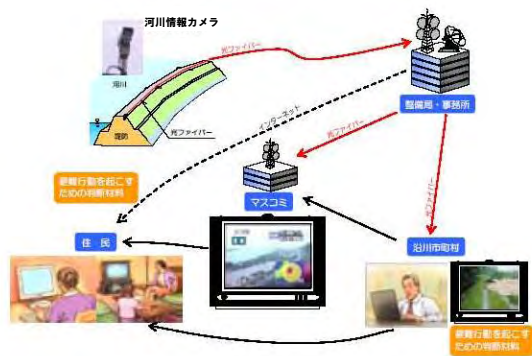 河川情報カメラ
光ファイバー
河川
堤防
光ファイバー
整備局・事務所
インターネット
光ファイバー
光ファイバー
避難行動を起こす
ための判断材料
マスコミ
住 民
沿川市町村
避難行動を起こす
ための判断材料